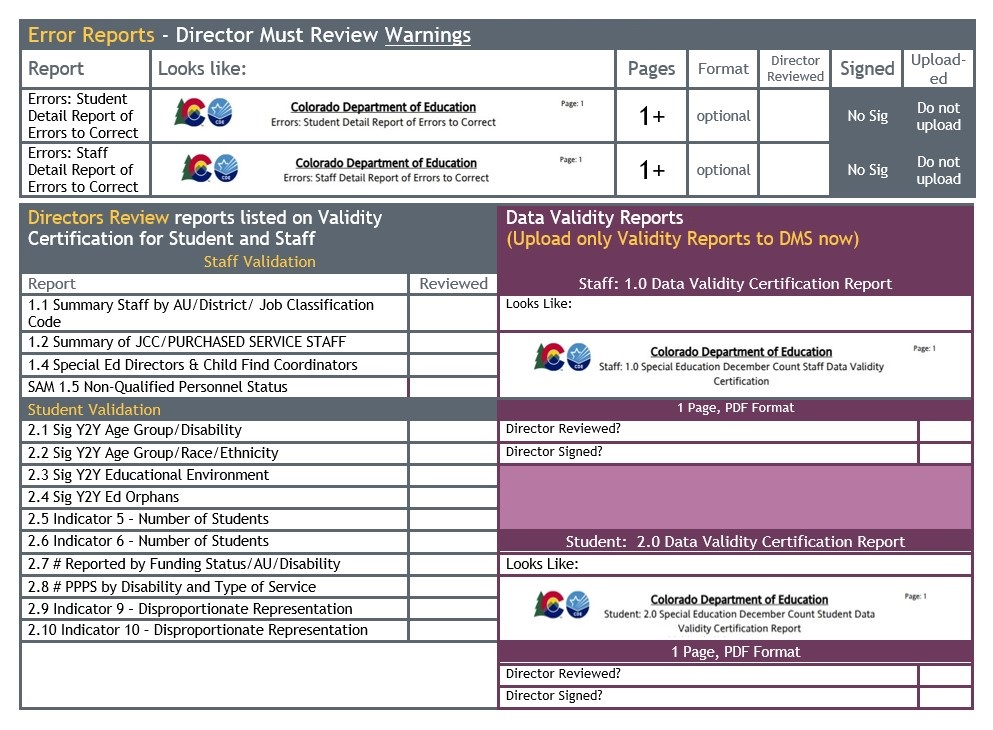 Error Reports - Director Must Review Warnings
Report
Looks like:
Pages
Format
Director
Reviewed
Signed
Upload-
ed
Errors: Student
Detail Report of
Errors to Correct
CDE
Colorado Department of Education
Errors: Student Detail Report of Errors to Correct
Page: 1
1+
optional
No Sig
Do not
upload
Errors: Staff
Detail Report of
Errors to Correct
CDE
Colorado Department of Education
Errors: Staff Detail Report of Errors to Correct
Page: 1
1+
optional
No Sig
Do not
upload
Directors Review reports listed on Validity
Certification for Student and Staff
Staff Validation
Report
Reviewed
1.1 Summary Staff by AU/District/ Job Classification
Code
1.2 Summary of JCC/PURCHASED SERVICE STAFF
1.4 Special Ed Directors & Child Find Coordinators
SAM 1.5 Non-Qualified Personnel Status
Student Validation
2.1 Sig Y2Y Age Group/Disability
2.2 Sig Y2Y Age Group/Race/Ethnicity
2.3 Sig Y2Y Educational Environment
2.4 Sig Y2Y Ed Orphans
2.5 Indicator 5 – Number of Students
2.6 Indicator 6 – Number of Students
2.7 # Reported by Funding Status/AU/Disability
2.8 # PPPS by Disability and Type of Service
2.9 Indicator 9 – Disproportionate Representation
2.10 Indicator 10 – Disproportionate Representation
Data Validity Reports
(Upload only Validity Reports to DMS now)
Staff: 1.0 Data Validity Certification Report
Looks Like:
CDE
Colorado Department of Education
Staff: 1.0 Special Education December Count Staff Data Validity
Certification
Page: 1
1 Page, PDF Format
Director Reviewed?
Director Signed?
Student: 2.0 Data Validity Certification Report
Looks Like:
CDE
Colorado Department of Education
Student: 2.0 Special Education December Count Student Data
Validity Certification Report
Page: 1
1 Page, PDF Format
Director Reviewed?
Director Signed?